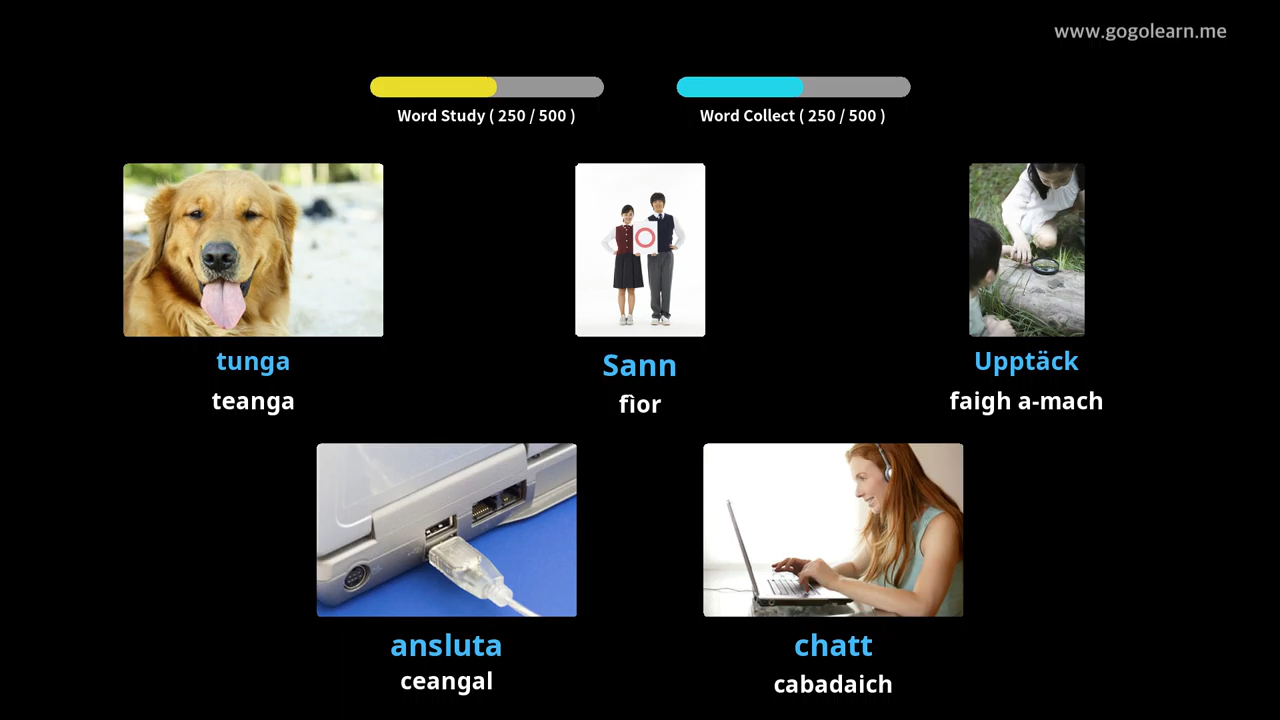 www.gogolearn.me
Word Study ( 250 / 500 )
Word Collect ( 250 / 500 )
tunga
teanga
Sann
fìor
Upptäck
faigh a-mach
ansluta
ceangal
chatt
cabadaich